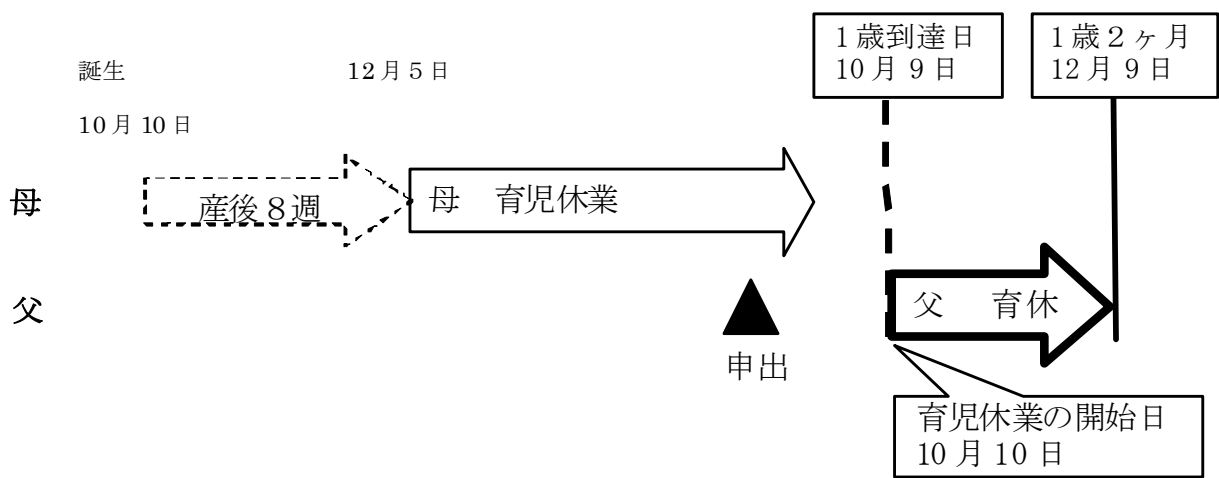 1歳到達日
10月9日
1歳2ヶ月
12月9日
誕生
12月5日
10月10日
母
産後8週
母 育児休業
父
父 育休
申出
育児休業の開始日
10月10日